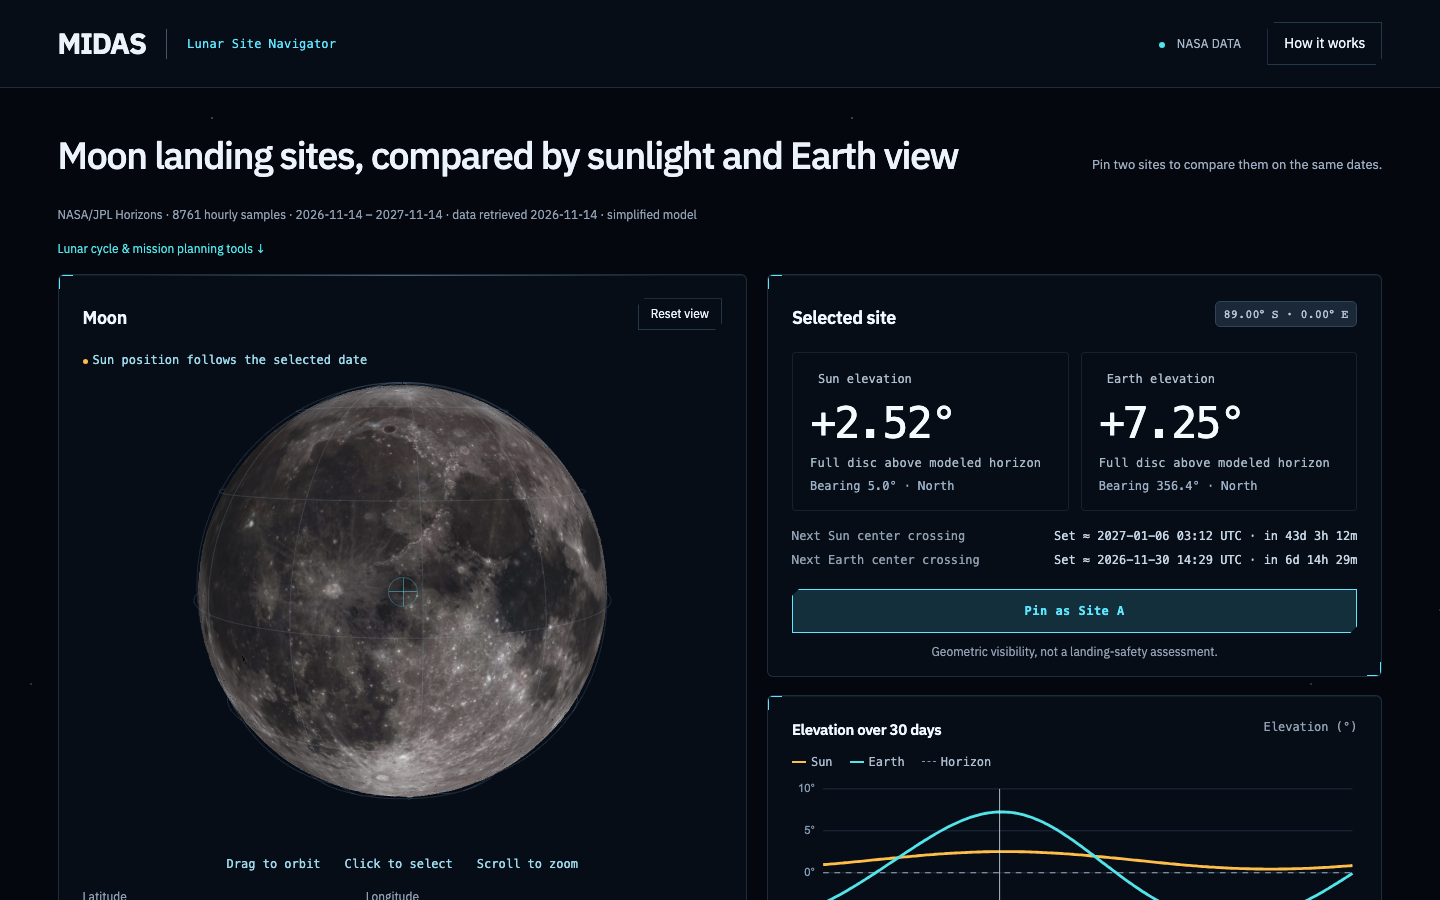 MIDAS
Lunar Site Navigator
NASA DATA
How it works
Moon landing sites, compared by sunlight and Earth view
Pin two sites to compare them on the same dates.
NASA/JPL Horizons · 8761 hourly samples · 2026-11-14 – 2027-11-14 · data retrieved 2026-11-14 · simplified model
Lunar cycle & mission planning tools ↓
Moon
Reset view
Sun position follows the selected date
Drag to orbit Click to select Scroll to zoom
Latitude Longitude
Selected site
89.00° S · 0.00° E
Sun elevation
+2.52°
Full disc above modeled horizon
Bearing 5.0° · North
Earth elevation
+7.25°
Full disc above modeled horizon
Bearing 356.4° · North
Next Sun center crossing Set ≈ 2027-01-06 03:12 UTC · in 43d 3h 12m
Next Earth center crossing Set ≈ 2026-11-30 14:29 UTC · in 6d 14h 29m
Pin as Site A
Geometric visibility, not a landing-safety assessment.
Elevation over 30 days
Elevation (°)
Sun Earth Horizon
10°
5°
0°